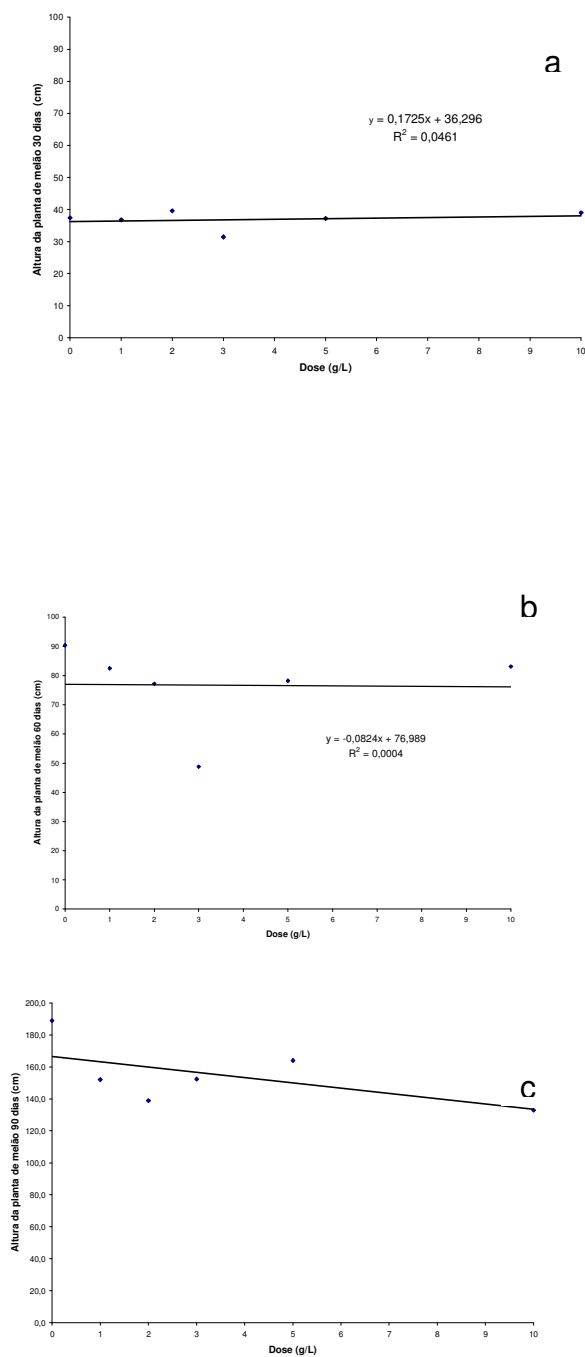 a
Altura da planta de melão 30 dias (cm)
100
90
80
70
60
50
40
30
20
10
0
y = 0,1725x + 36,296
R² = 0,0461
0 1 2 3 4 5 6 7 8 9 10
Dose (g/L)
b
Altura da planta de melão 60 dias (cm)
100
90
80
70
60
50
40
30
20
10
0
y = -0,0824x + 76,989
R² = 0,0004
0 1 2 3 4 5 6 7 8 9 10
Dose (g/L)
c
Altura da planta de melão 90 dias (cm)
200,0
180,0
160,0
140,0
120,0
100,0
80,0
60,0
40,0
20,0
0,0
0 1 2 3 4 5 6 7 8 9 10
Dose (g/L)